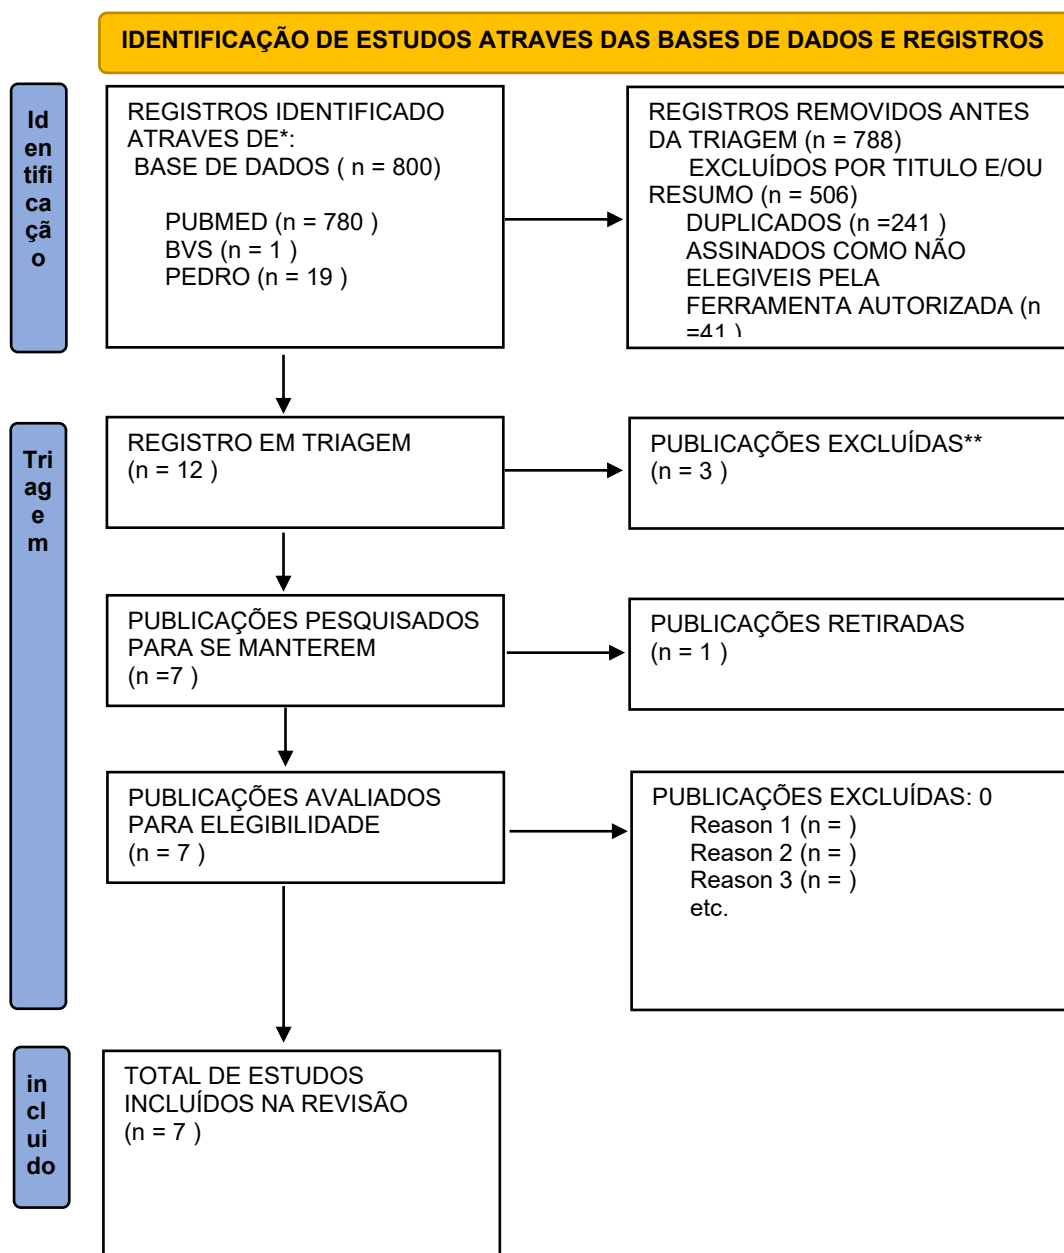 IDENTIFICAÇÃO DE ESTUDOS ATRAVES DAS BASES DE DADOS E REGISTROS
Id
en
tifi
ca
çã
o
REGISTROS IDENTIFICADO
ATRAVES DE*:
BASE DE DADOS ( n = 800)
PUBMED (n = 780 )
BVS (n = 1 )
PEDRO (n = 19 )
REGISTROS REMOVIDOS ANTES
DA TRIAGEM (n = 788)
EXCLUÍDOS POR TITULO E/OU
RESUMO (n = 506)
DUPLICADOS (n =241 )
ASSINADOS COMO NÃO
ELEGIVEIS PELA
FERRAMENTA AUTORIZADA (n
=41 )
Tri
ag
e
m
REGISTRO EM TRIAGEM
(n = 12 )
PUBLICAÇÕES EXCLUÍDAS**
(n = 3 )
PUBLICAÇÕES PESQUISADOS
PARA SE MANTEREM
(n =7 )
PUBLICAÇÕES RETIRADAS
(n = 1 )
PUBLICAÇÕES AVALIADOS
PARA ELEGIBILIDADE
(n = 7 )
PUBLICAÇÕES EXCLUÍDAS: 0
Reason 1 (n = )
Reason 2 (n = )
Reason 3 (n = )
etc.
in
cl
ui
do
TOTAL DE ESTUDOS
INCLUÍDOS NA REVISÃO
(n = 7 )